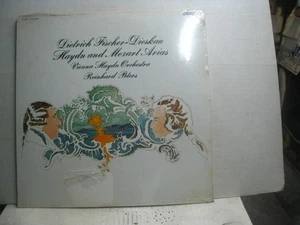 Dietrich Fischer-Dieskau
Haydn and Mozart Arias
Vienna Haydn Orchestra
Reinhard Peters